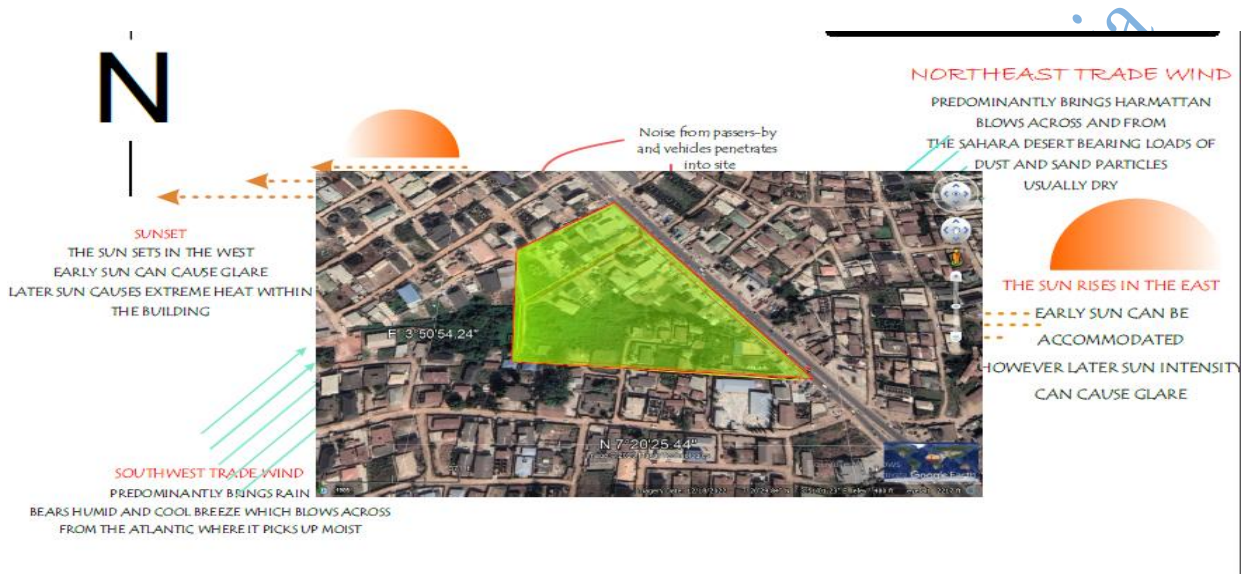 N
NORTHEAST TRADE WIND
PREDOMINANTLY BRINGS HARMATTAN
BLOWS ACROSS AND FROM
THE SAHARA DESERT BEARING LOADS OF
DUST AND SAND PARTICLES
USUALLY DRY
Noise from passers-by
and vehicles penetrates
into site
SUNSET
THE SUN SETS IN THE WEST
EARLY SUN CAN CAUSE GLARE
LATER SUN CAUSES EXTREME HEAT WITHIN
THE BUILDING
THE SUN RISES IN THE EAST
EARLY SUN CAN BE
ACCOMMODATED
HOWEVER LATER SUN INTENSITY
CAN CAUSE GLARE
E 3°50'54.24"
N 7°20'25.44"
Google Earth
SOUTHWEST TRADE WIND
PREDOMINANTLY BRINGS RAIN
BEARS HUMID AND COOL BREEZE WHICH BLOWS ACROSS
FROM THE ATLANTIC WHERE IT PICKS UP MOIST